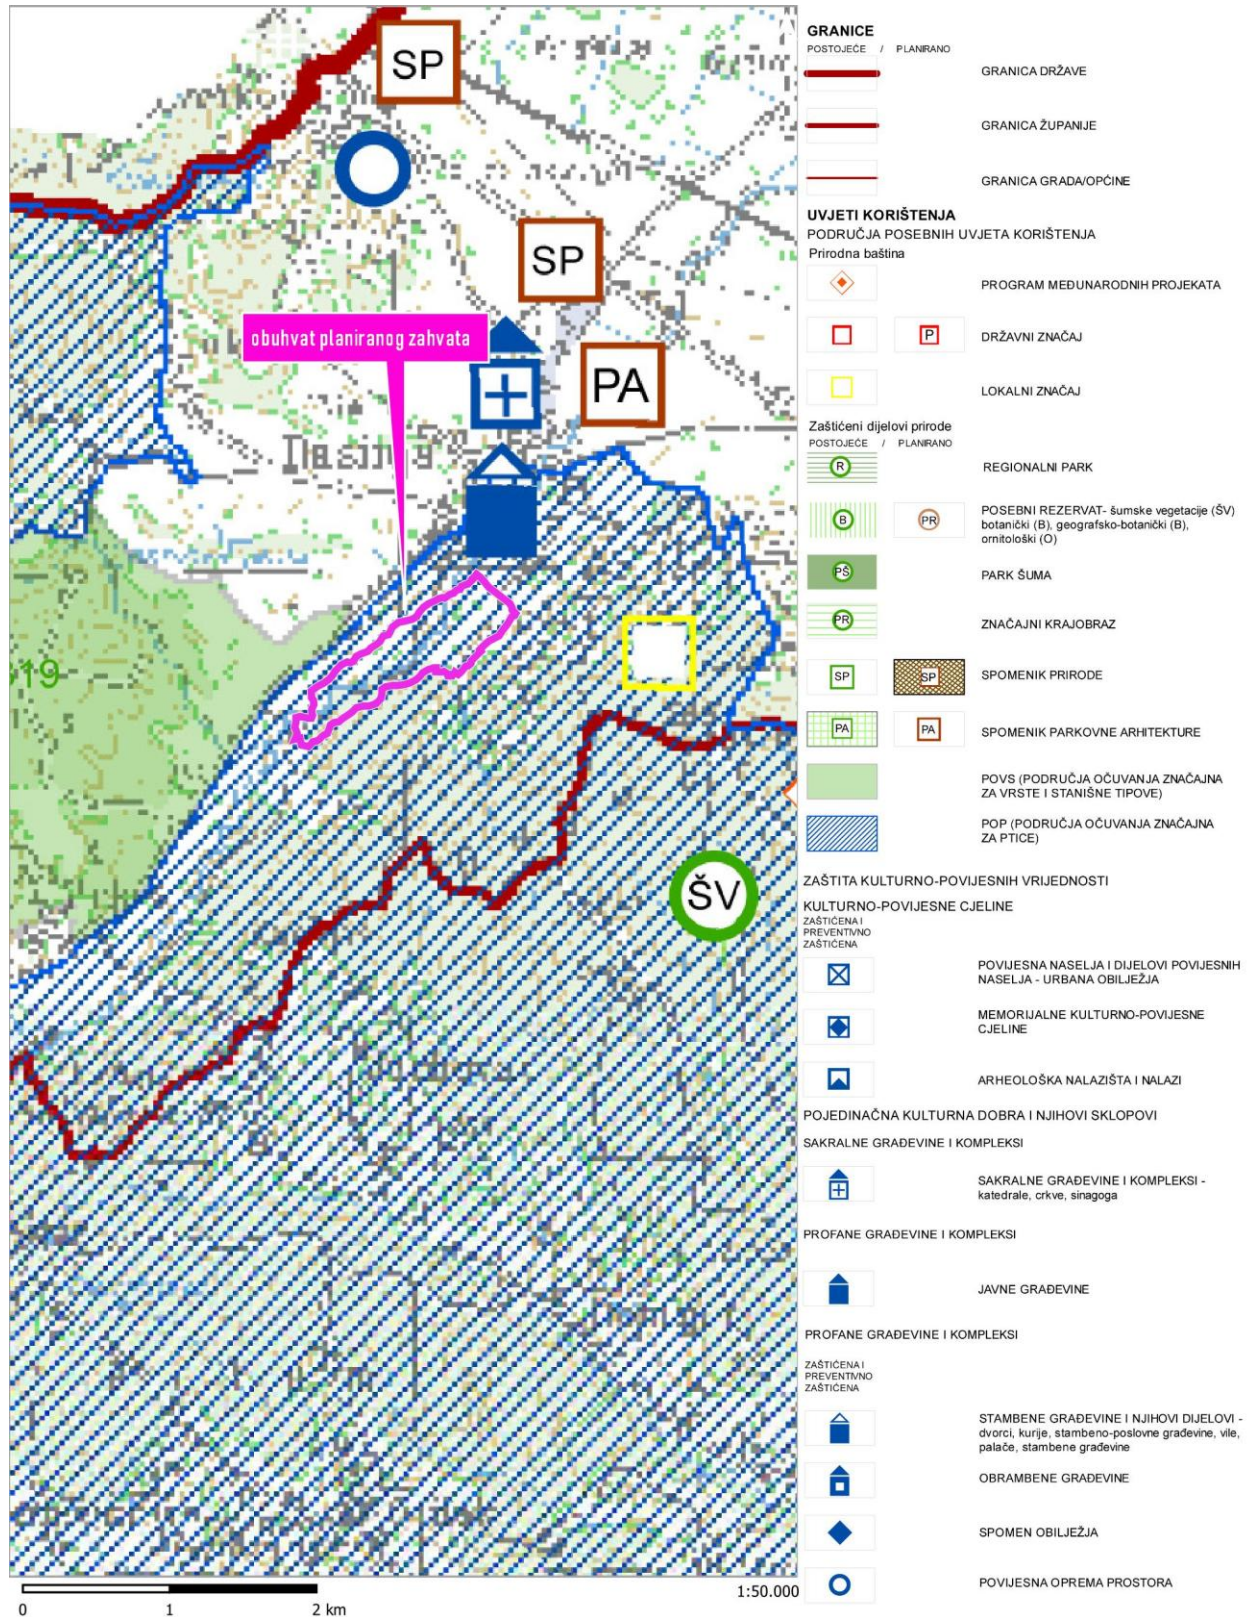 SP
SP
obuhvat planiranog zahvata
PA
19
ŠV
0 1 2 km
1:50.000
GRANICE
POSTOJEĆE / PLANIRANO
GRANICA DRŽAVE
GRANICA ŽUPANIJE
GRANICA GRADA/OPĆINE
UVJETI KORIŠTENJA
PODRUČJA POSEBNIH UVJETA KORIŠTENJA
Prirodna baština
PROGRAM MEĐUNARODNIH PROJEKATA
P DRŽAVNI ZNAČAJ
LOKALNI ZNAČAJ
Zaštićeni dijelovi prirode
POSTOJEĆE / PLANIRANO
R REGIONALNI PARK
B PR POSEBNI REZERVAT- šumske vegetacije (ŠV)
botanički (B), geografsko-botanički (B),
ornitološki (O)
PŠ PARK ŠUMA
PR ZNAČAJNI KRAJOBRAZ
SP SP SPOMENIK PRIRODE
PA PA SPOMENIK PARKOVNE ARHITEKTURE
POVS (PODRUČJA OČUVANJA ZNAČAJNA
ZA VRSTE I STANIŠNE TIPOVE)
POP (PODRUČJA OČUVANJA ZNAČAJNA
ZA PTICE)
ZAŠTITA KULTURNO-POVIJESNIH VRIJEDNOSTI
KULTURNO-POVIJESNE CJELINE
ZAŠTIĆENA I
PREVENTIVNO
ZAŠTIĆENA
POVIJESNA NASELJA I DIJELOVI POVIJESNIH
NASELJA - URBANA OBILJEŽJA
MEMORIJALNE KULTURNO-POVIJESNE
CJELINE
ARHEOLOŠKA NALAZIŠTA I NALAZI
POJEDINAČNA KULTURNA DOBRA I NJIHOVI SKLOPOVI
SAKRALNE GRAĐEVINE I KOMPLEKSI
SAKRALNE GRAĐEVINE I KOMPLEKSI -
katedrale, crkve, sinagoga
PROFANE GRAĐEVINE I KOMPLEKSI
JAVNE GRAĐEVINE
PROFANE GRAĐEVINE I KOMPLEKSI
ZAŠTIĆENA I
PREVENTIVNO
ZAŠTIĆENA
STAMBENE GRAĐEVINE I NJIHOVI DIJELOVI -
dvorci, kurije, stambeno-poslovne građevine, vile,
palače, stambene građevine
OBRAMBENE GRAĐEVINE
SPOMEN OBILJEŽJA
POVIJESNA OPREMA PROSTORA